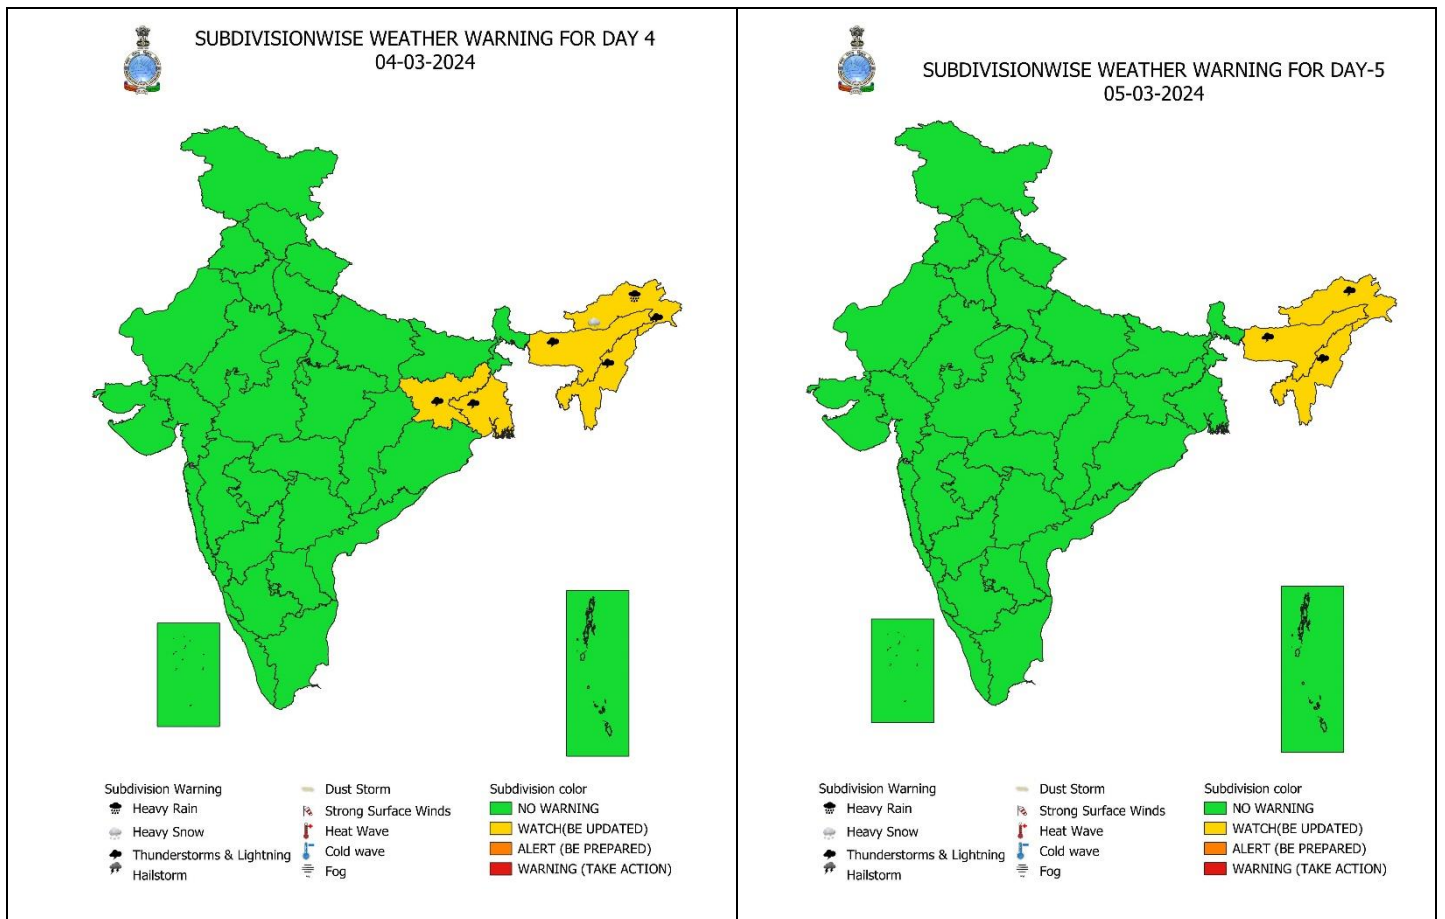 SUBDIVISIONWISE WEATHER WARNING FOR DAY 4
04-03-2024
Subdivision Warning
Heavy Rain
Heavy Snow
Thunderstorms & Lightning
Hailstorm
Dust Storm
Strong Surface Winds
Heat Wave
Cold wave
Fog
Subdivision color
NO WARNING
WATCH(BE UPDATED)
ALERT (BE PREPARED)
WARNING (TAKE ACTION)
SUBDIVISIONWISE WEATHER WARNING FOR DAY-5
05-03-2024
Subdivision Warning
Heavy Rain
Heavy Snow
Thunderstorms & Lightning
Hailstorm
Dust Storm
Strong Surface Winds
Heat Wave
Cold wave
Fog
Subdivision color
NO WARNING
WATCH(BE UPDATED)
ALERT (BE PREPARED)
WARNING (TAKE ACTION)